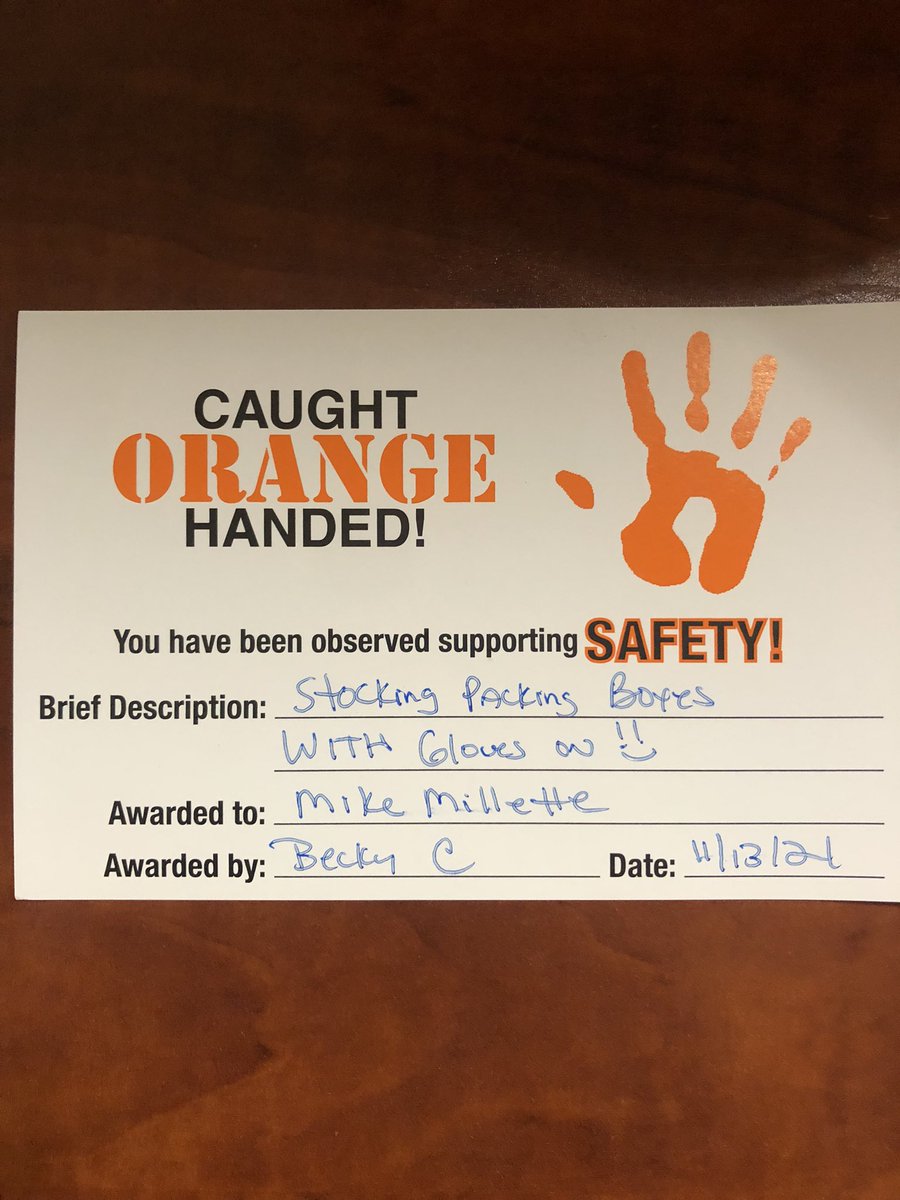 CAUGHT
ORANGE
HANDED!
You have been observed supporting SAFETY!
Brief Description: Stocking Packing Boxes
WITH Gloves on !!
Awarded to: Mike Millette
Awarded by: Becky C Date: 11/13/21